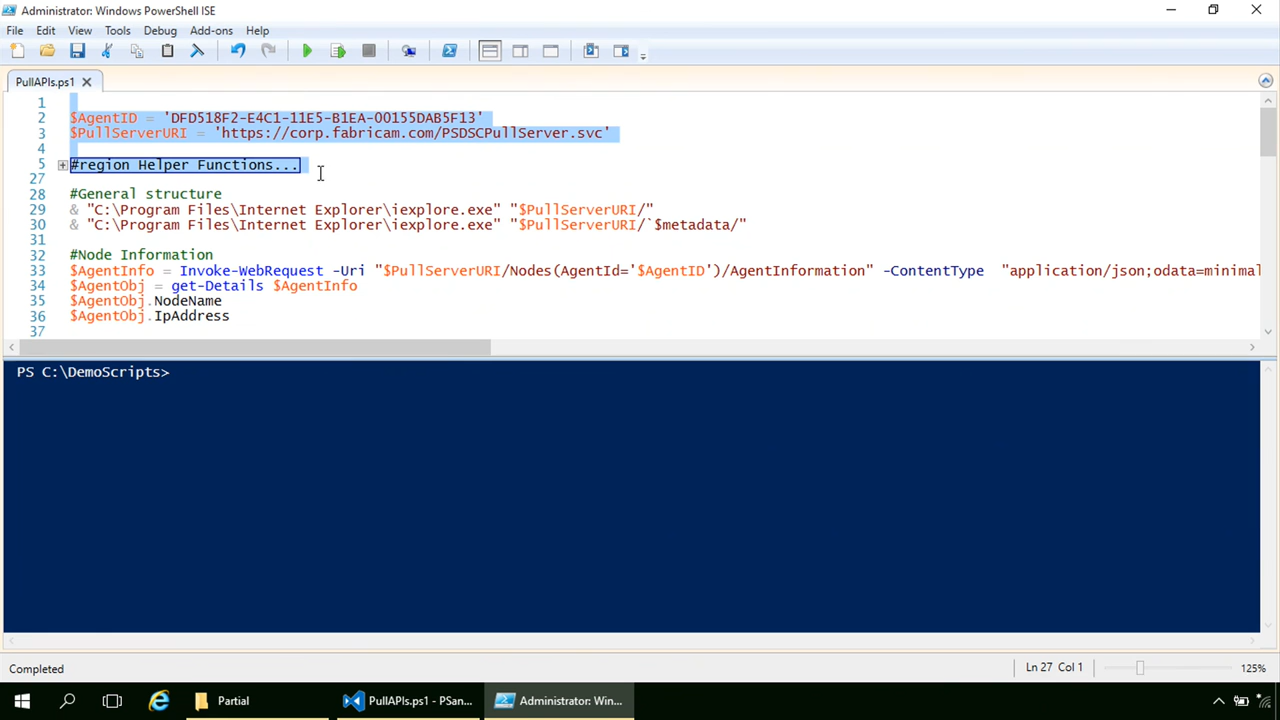 Administrator: Windows PowerShell ISE
File Edit View Tools Debug Add-ons Help
PullAPIs.ps1
1
2 $AgentID = 'DFD518F2-E4C1-11E5-B1EA-00155DAB5F13'
3 $PullServerURI = 'https://corp.fabricam.com/PSDSCPullServer.svc'
4
5 #region Helper Functions...
27
28 #General structure
29 & "C:\Program Files\Internet Explorer\iexplore.exe" "$PullServerURI/"
30 & "C:\Program Files\Internet Explorer\iexplore.exe" "$PullServerURI/`$metadata/"
31
32 #Node Information
33 $AgentInfo = Invoke-WebRequest -Uri "$PullServerURI/Nodes(AgentId='$AgentID')/AgentInformation" -ContentType "application/json;odata=minimal
34 $AgentObj = get-Details $AgentInfo
35 $AgentObj.NodeName
36 $AgentObj.IpAddress
37
PS C:\DemoScripts>
Completed Ln 27 Col 1 125%
Partial PullAPIs.ps1 - PSan... Administrator: Win...